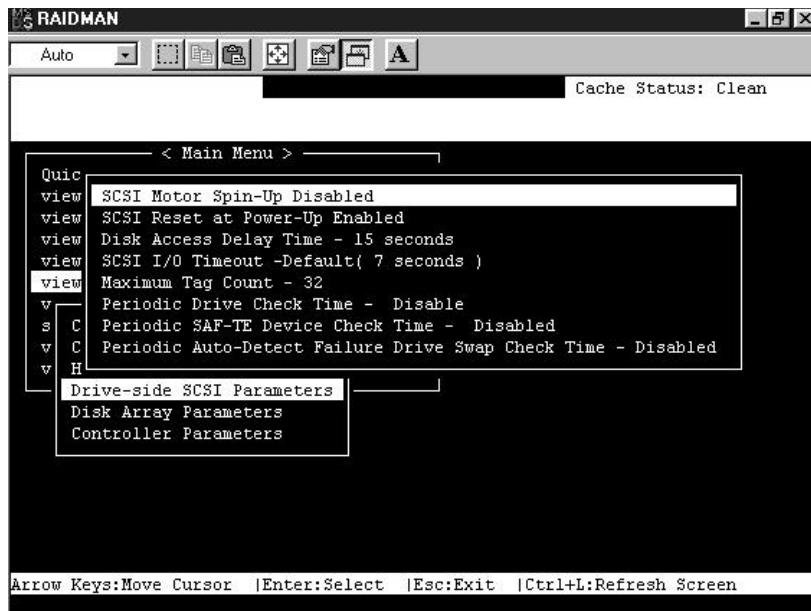 RAIDMAN
Auto
A
Cache Status: Clean
< Main Menu >
Quic
view SCSI Motor Spin-Up Disabled
view SCSI Reset at Power-Up Enabled
view Disk Access Delay Time - 15 seconds
view SCSI I/O Timeout -Default( 7 seconds )
view Maximum Tag Count - 32
v Periodic Drive Check Time - Disable
s C Periodic SAF-TE Device Check Time - Disabled
v C Periodic Auto-Detect Failure Drive Swap Check Time - Disabled
v H
Drive-side SCSI Parameters
Disk Array Parameters
Controller Parameters
Arrow Keys:Move Cursor |Enter:Select |Esc:Exit |Ctrl+L:Refresh Screen